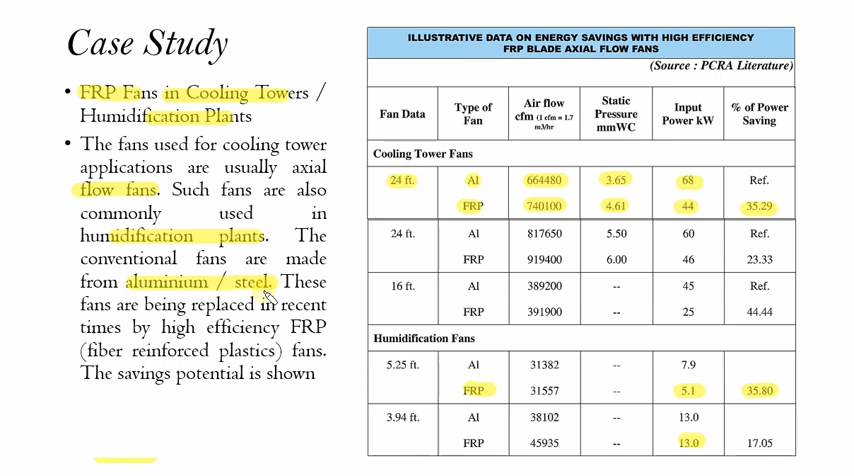 Case Study
• FRP Fans in Cooling Towers /
Humidification Plants
• The fans used for cooling tower
applications are usually axial
flow fans. Such fans are also
commonly used in
humidification plants. The
conventional fans are made
from aluminium / steel. These
fans are being replaced in recent
times by high efficiency FRP
(fiber reinforced plastics) fans.
The savings potential is shown
ILLUSTRATIVE DATA ON ENERGY SAVINGS WITH HIGH EFFICIENCY
FRP BLADE AXIAL FLOW FANS
(Source : PCRA Literature)
Fan Data | Type of Fan | Air flow cfm (1 cfm = 1.7 m3/hr | Static Pressure mmWC | Input Power kW | % of Power Saving
Cooling Tower Fans
24 ft. Al 664480 3.65 68 Ref.
FRP 740100 4.61 44 35.29
24 ft. Al 817650 5.50 60 Ref.
FRP 919400 6.00 46 23.33
16 ft. Al 389200 -- 45 Ref.
FRP 391900 -- 25 44.44
Humidification Fans
5.25 ft. Al 31382 -- 7.9
FRP 31557 -- 5.1 35.80
3.94 ft. Al 38102 -- 13.0
FRP 45935 -- 13.0 17.05